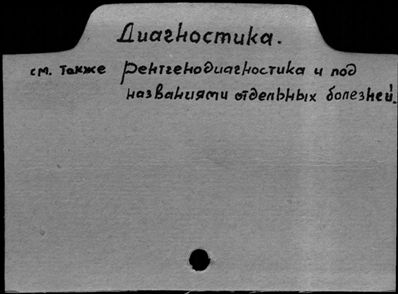 Диагностика.
см. также рентгенодиагностика и под
названиями отдельных болезней.